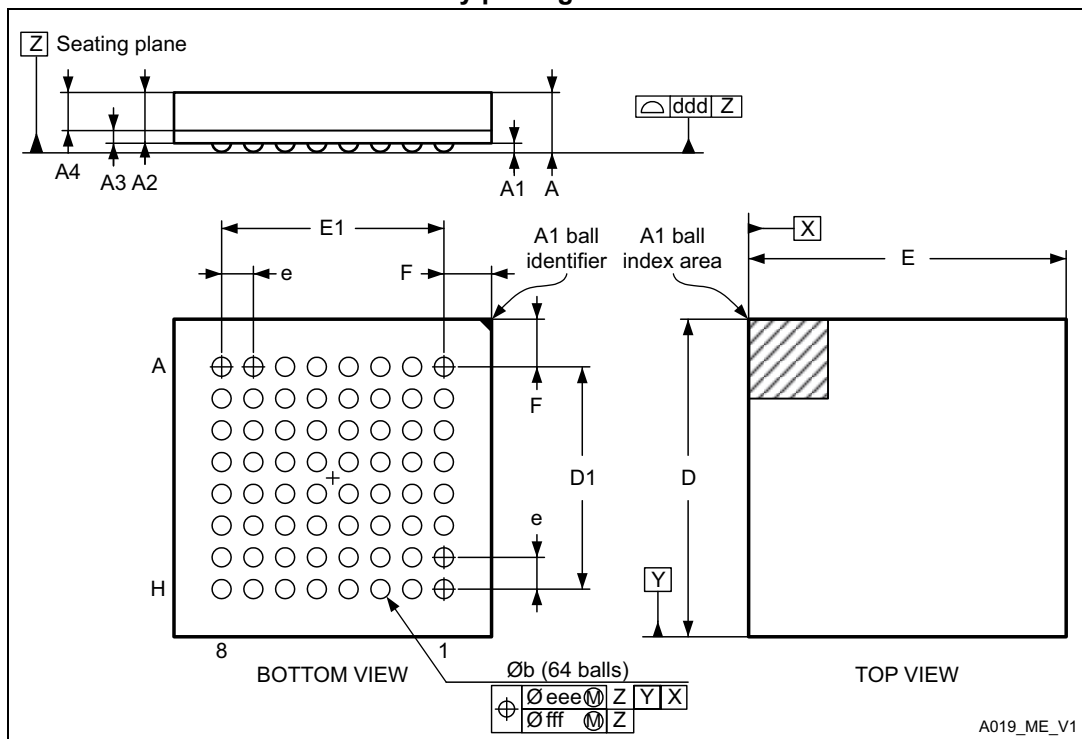 Z Seating plane
ddd Z
A4
A3 A2
A1
A
E1
A1 ball
identifier
A1 ball
index area
X
E
e
F
A
F
D1
D
e
Y
H
8
1
BOTTOM VIEW
TOP VIEW
Øb (64 balls)
Ø eee Ⓜ Z Y X
Ø fff Ⓜ Z
A019_ME_V1